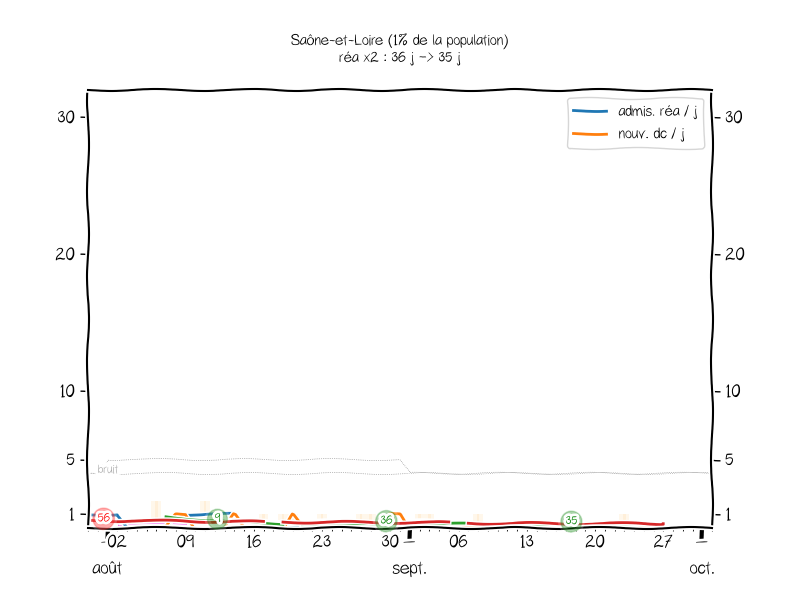 Saône-et-Loire (1% de la population)
réa x2 : 36 j -> 35 j
admis. réa / j
nouv. dc / j
30 30
20 20
10 10
5 5
bruit
1 1
56 9 36 35
02 09 16 23 30 06 13 20 27
août sept. oct.